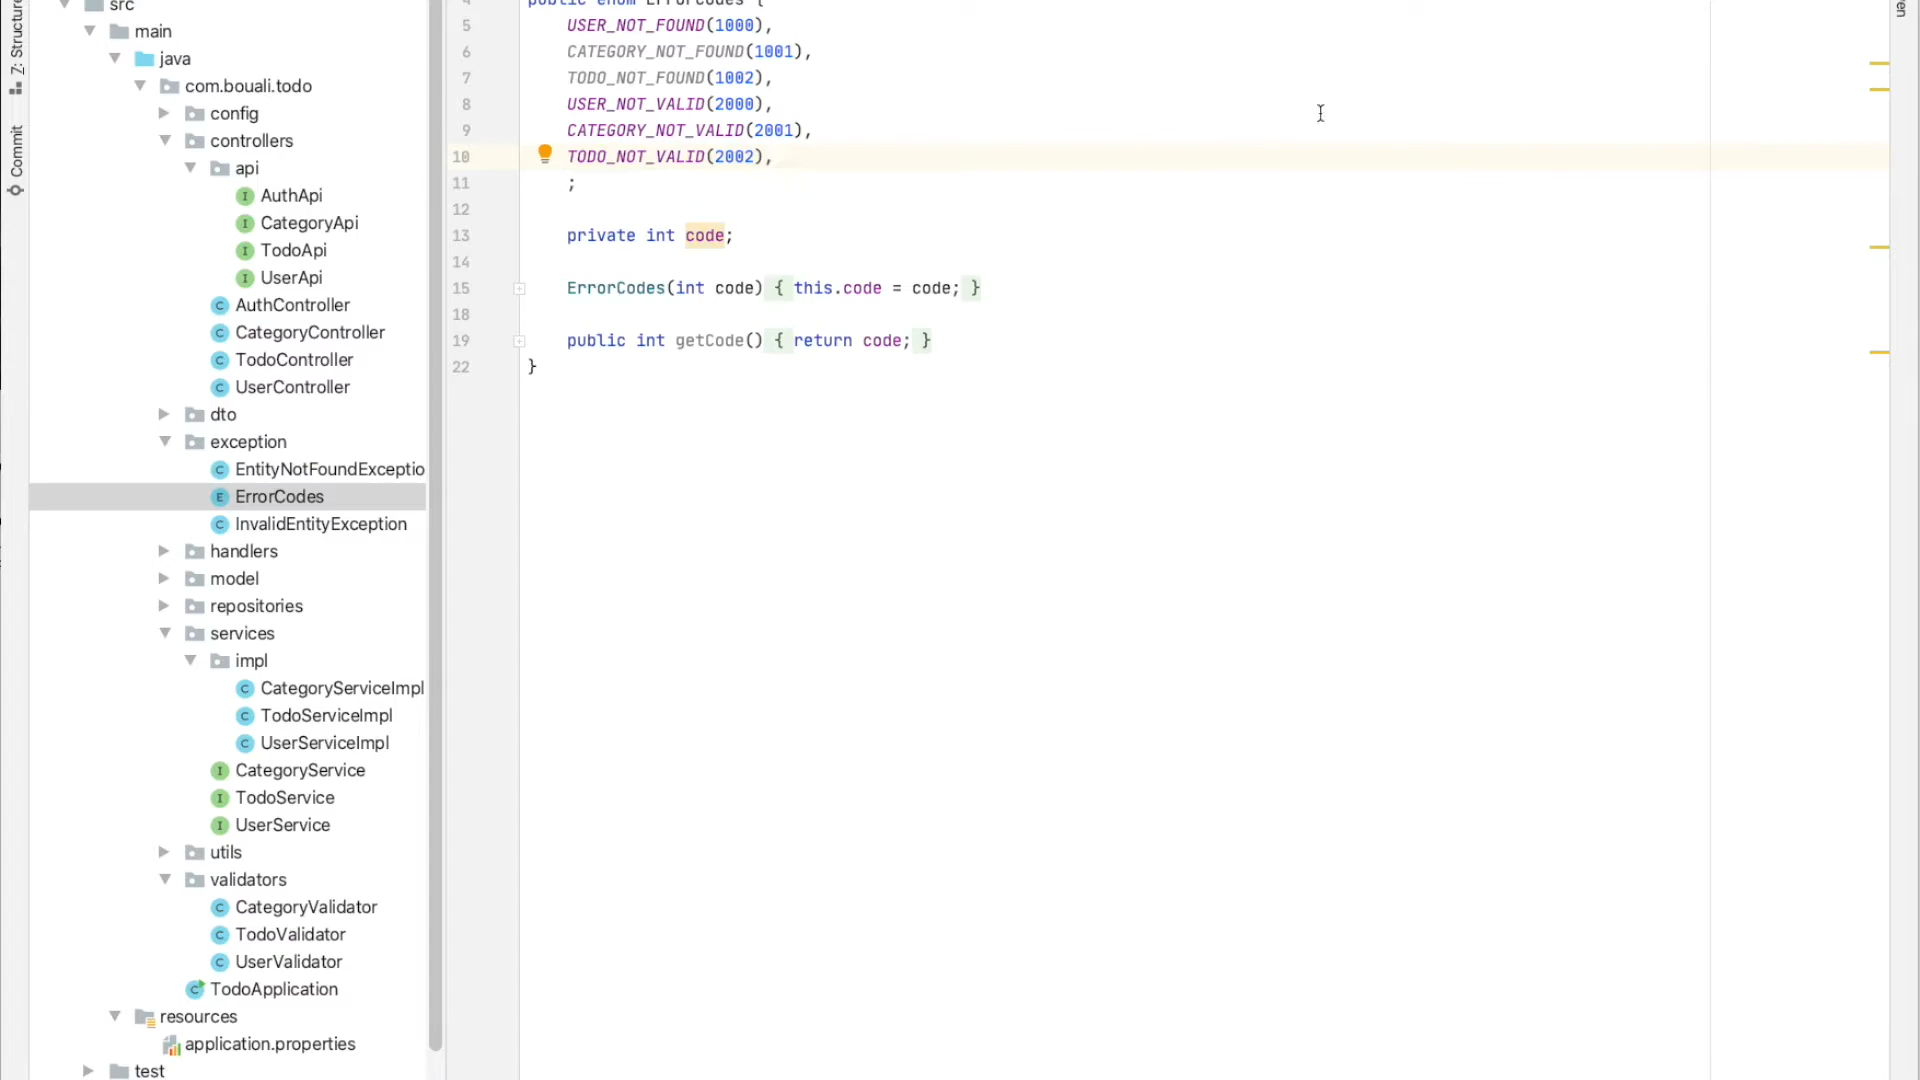 src
main
java
com.bouali.todo
config
controllers
api
AuthApi
CategoryApi
TodoApi
UserApi
AuthController
CategoryController
TodoController
UserController
dto
exception
EntityNotFoundExceptio
ErrorCodes
InvalidEntityException
handlers
model
repositories
services
impl
CategoryServiceImpl
TodoServiceImpl
UserServiceImpl
CategoryService
TodoService
UserService
utils
validators
CategoryValidator
TodoValidator
UserValidator
TodoApplication
resources
application.properties
test
Z: Structure
Commit
4 public enum ErrorCodes {
5 USER_NOT_FOUND(1000),
6 CATEGORY_NOT_FOUND(1001),
7 TODO_NOT_FOUND(1002),
8 USER_NOT_VALID(2000),
9 CATEGORY_NOT_VALID(2001),
10 TODO_NOT_VALID(2002),
11 ;
12
13 private int code;
14
15 ErrorCodes(int code) { this.code = code; }
18
19 public int getCode() { return code; }
22 }